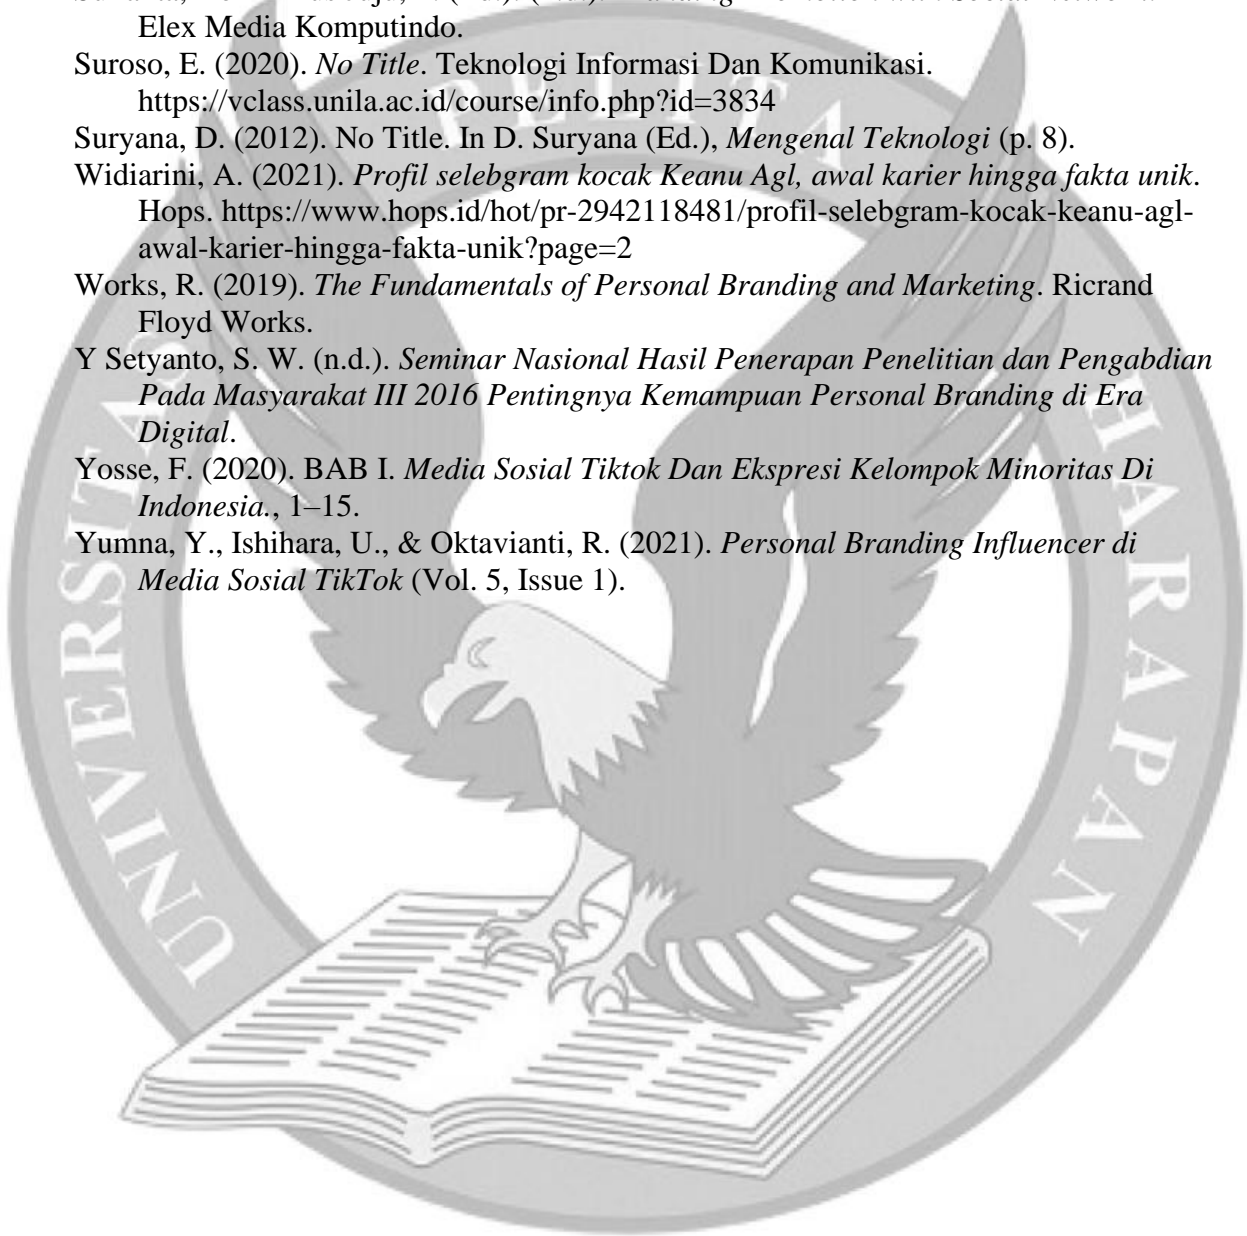 Elex Media Komputindo.
Suroso, E. (2020). No Title. Teknologi Informasi Dan Komunikasi.
https://vclass.unila.ac.id/course/info.php?id=3834
Suryana, D. (2012). No Title. In D. Suryana (Ed.), Mengenal Teknologi (p. 8).
Widiarini, A. (2021). Profil selebgram kocak Keanu Agl, awal karier hingga fakta unik.
Hops. https://www.hops.id/hot/pr-2942118481/profil-selebgram-kocak-keanu-agl-
awal-karier-hingga-fakta-unik?page=2
Works, R. (2019). The Fundamentals of Personal Branding and Marketing. Ricrand
Floyd Works.
Y Setyanto, S. W. (n.d.). Seminar Nasional Hasil Penerapan Penelitian dan Pengabdian
Pada Masyarakat III 2016 Pentingnya Kemampuan Personal Branding di Era
Digital.
Yosse, F. (2020). BAB I. Media Sosial Tiktok Dan Ekspresi Kelompok Minoritas Di
Indonesia., 1–15.
Yumna, Y., Ishihara, U., & Oktavianti, R. (2021). Personal Branding Influencer di
Media Sosial TikTok (Vol. 5, Issue 1).
UNIVERSITAS
PELITA
HARAPAN